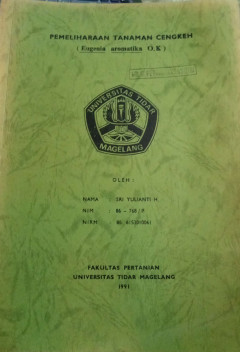 PEMELIHARAAN TANAMAN CENGKEH
( Eugenia aromatika O.K )
UNIVERSITAS TIDAR
MAGELANG
OLEH :
NAMA : SRI YULIANTI H.
NIM
NIRM
FAKULTAS PERTANIAN
UNIVERSITAS TIDAR MAGELANG
1991